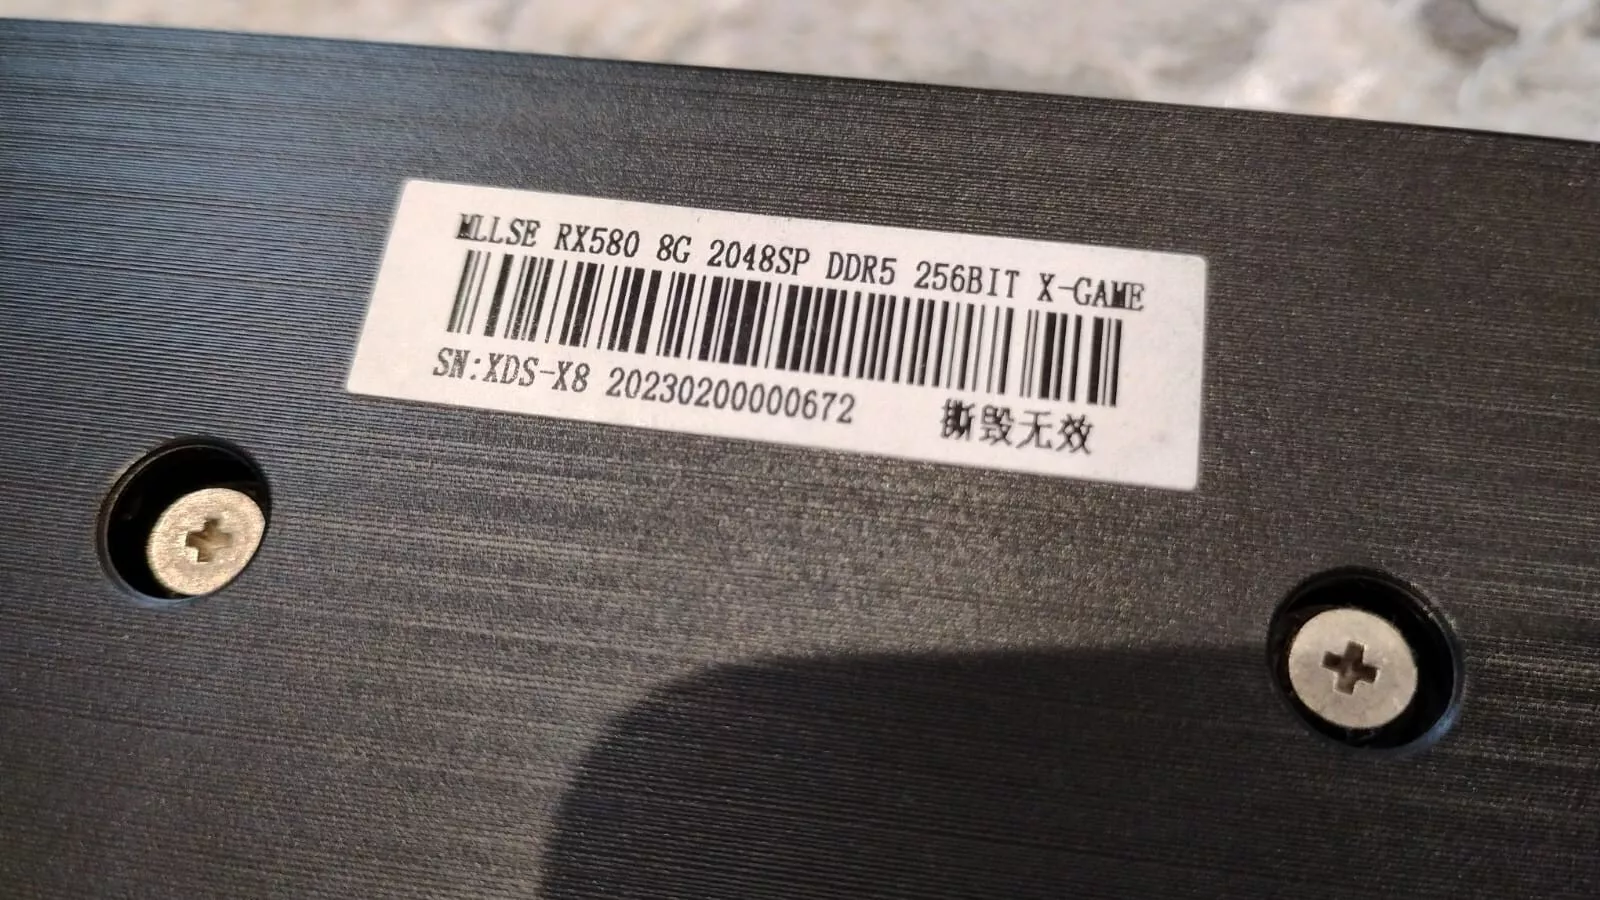 MLLSE RX580 8G 2048SP DDR5 256BIT X-GAME
SN:XDS-X8 20230200000672
撕毁无效